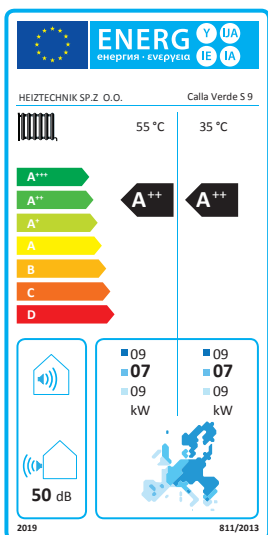 ENERG Y UA
енергия · ενεργεια IE IA
HEIZTECHNIK SP.Z O.O. Calla Verde S 9
55 °C 35 °C
A+++
A++
A+
A
B
C
D
A++ A++
09 09
07 07
09 09
kW kW
50 dB
2019 811/2013